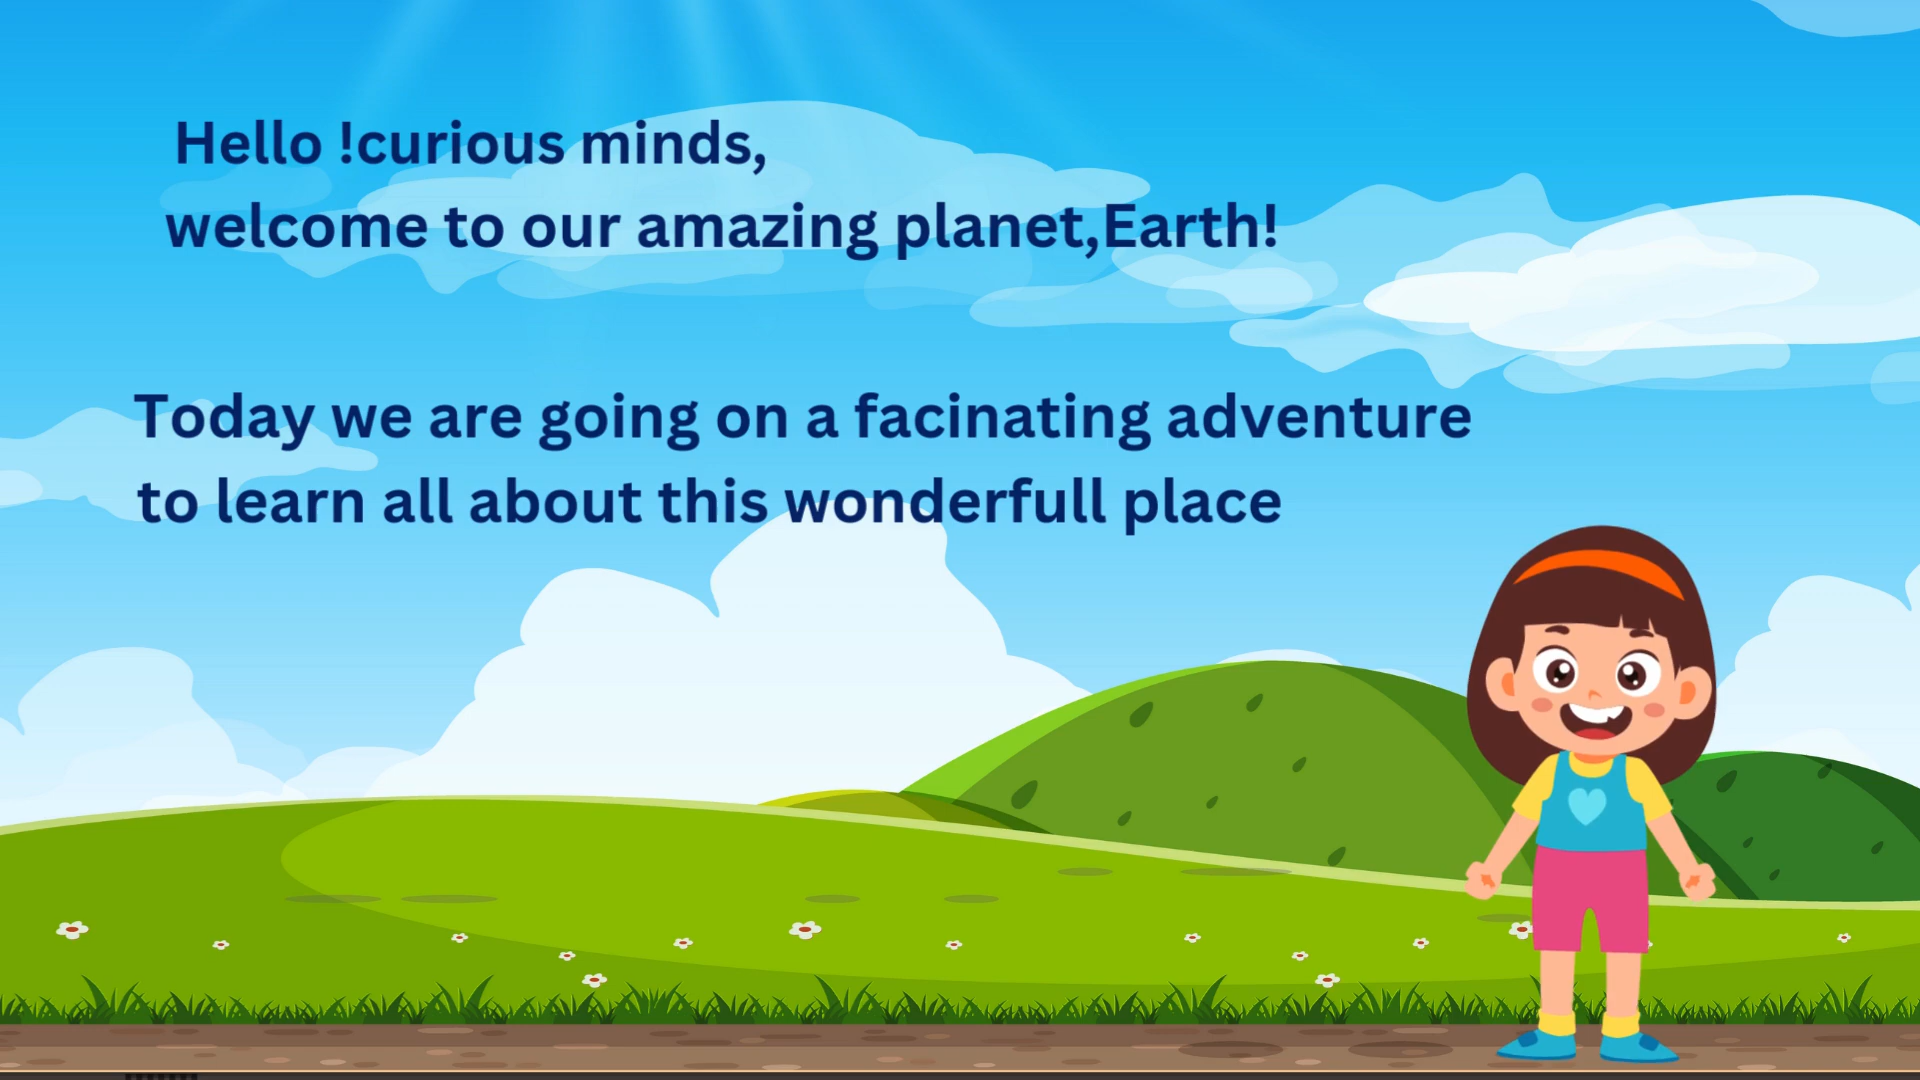 Hello !curious minds,
welcome to our amazing planet,Earth!
Today we are going on a facinating adventure
to learn all about this wonderfull place